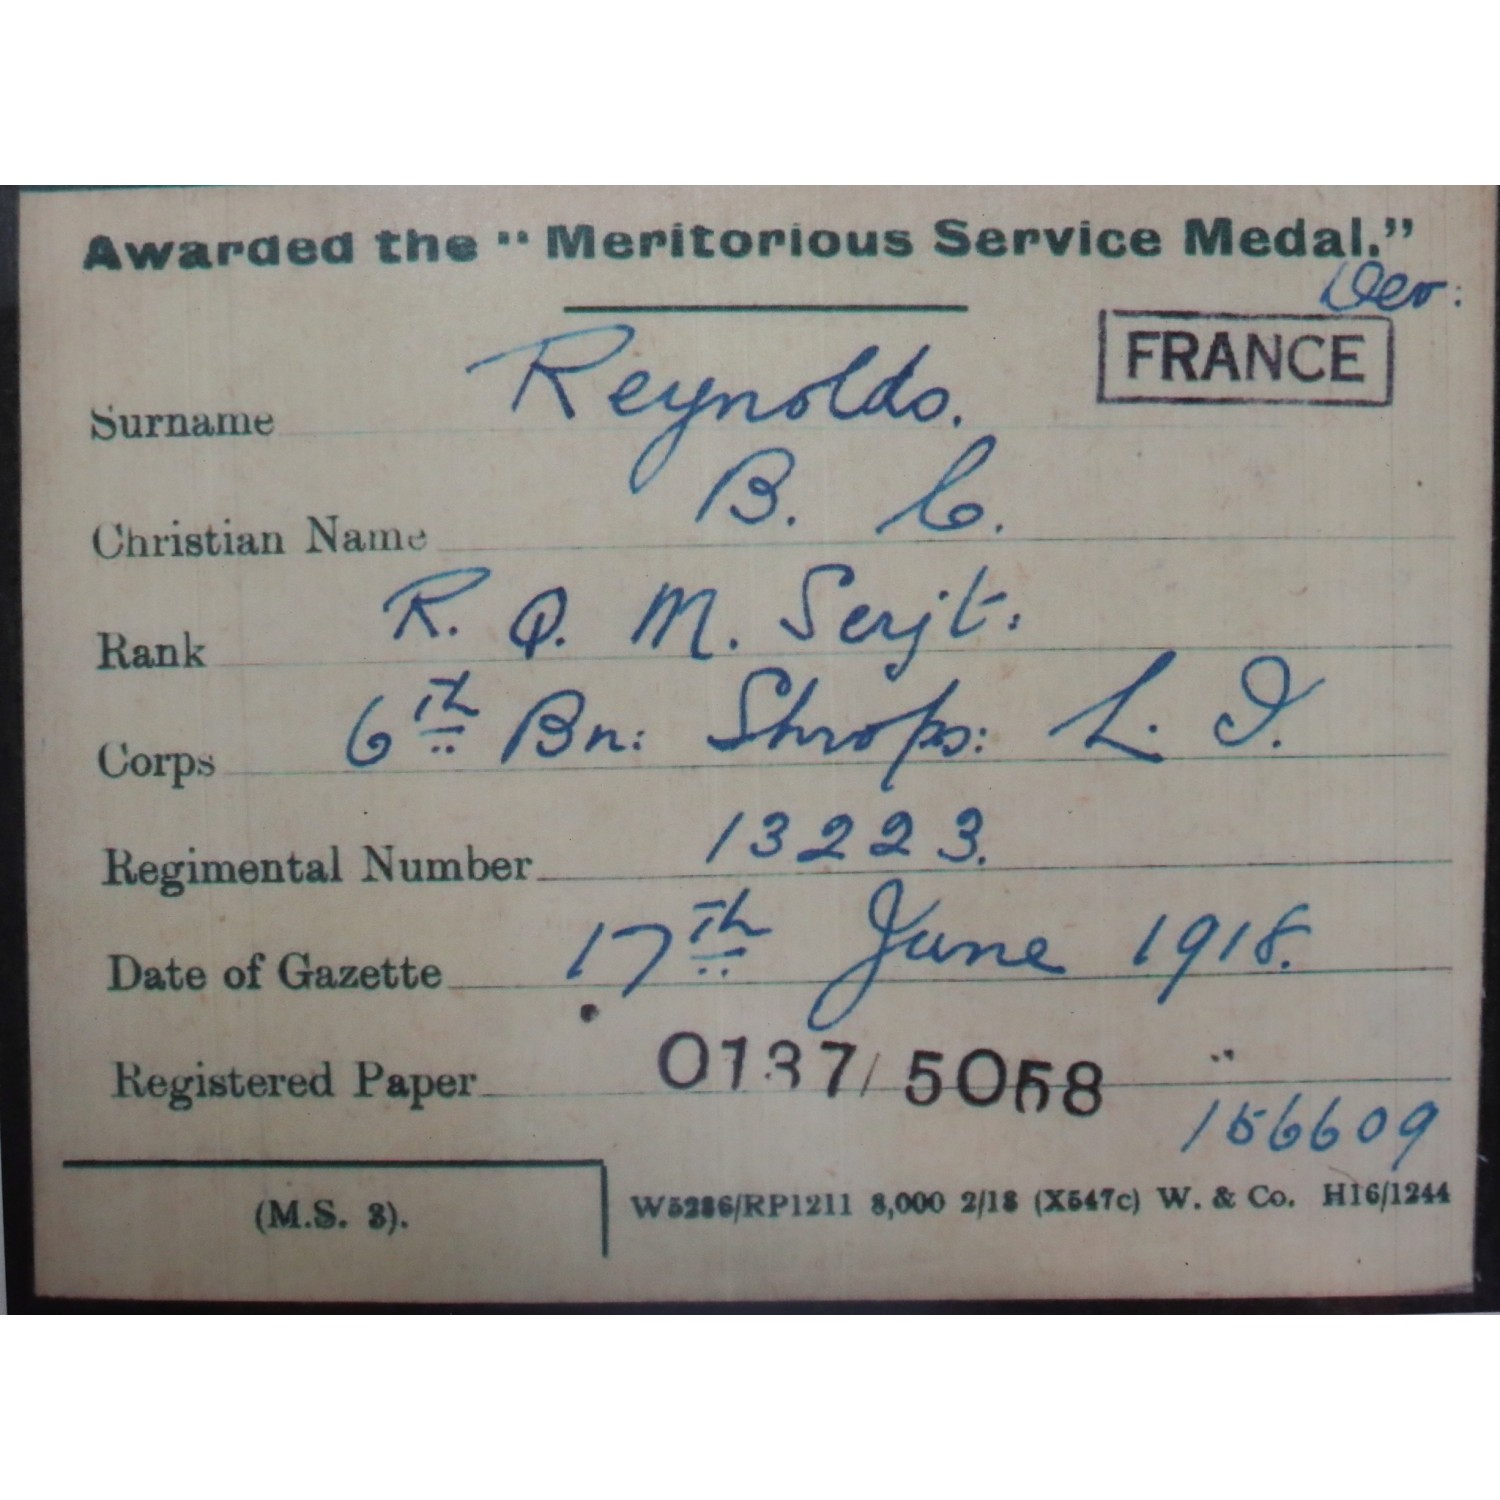 Awarded the "Meritorious Service Medal."
Dev:
FRANCE
Surname Reynolds.
Christian Name B. C.
Rank R. Q. M. Serjt.
Corps 6th Bn: Shrops: L. I.
Regimental Number 13223.
Date of Gazette 17th June 1918.
Registered Paper 0137/5058
156609
(M.S. 3). W5286/RP1211 8,000 2/18 (X547c) W. & Co. H16/1244